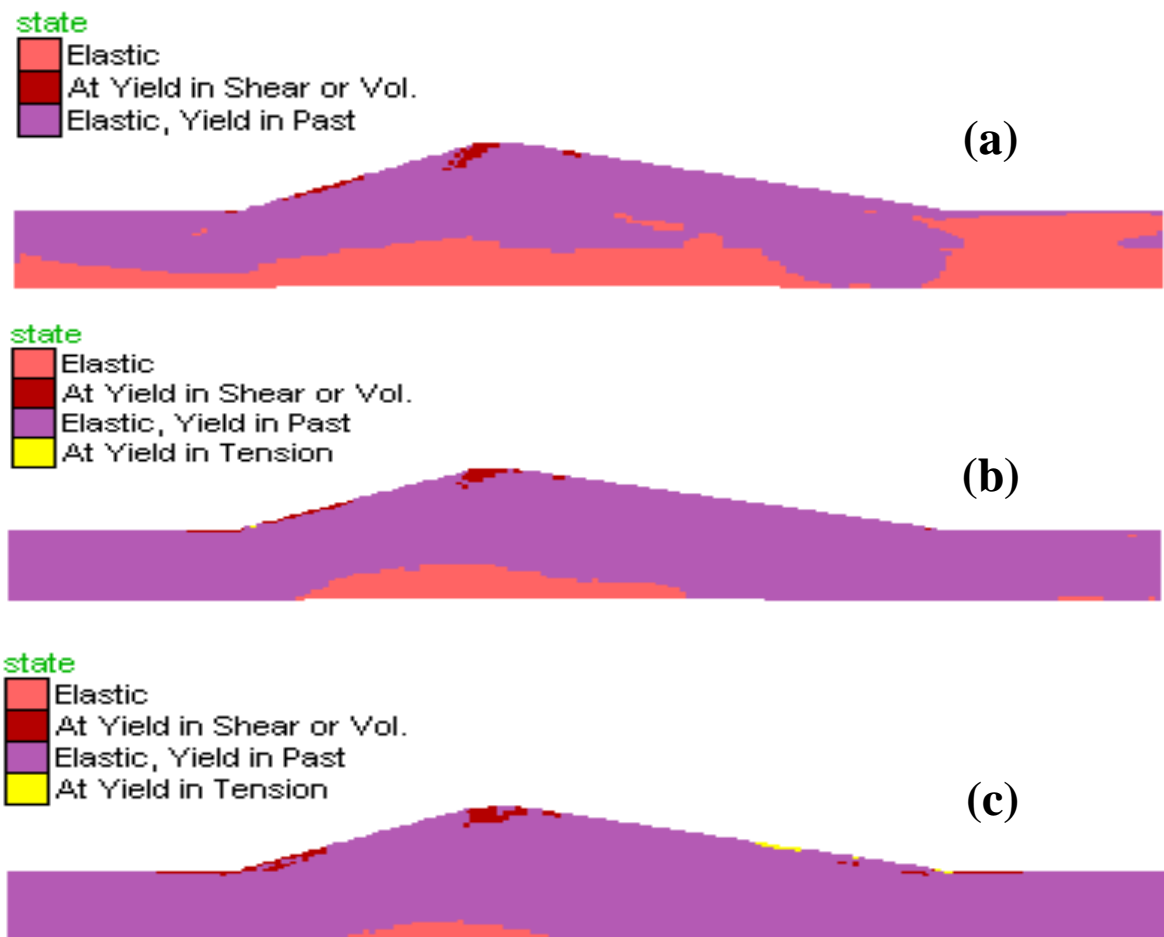 state
Elastic
At Yield in Shear or Vol.
Elastic, Yield in Past
(a)
state
Elastic
At Yield in Shear or Vol.
Elastic, Yield in Past
At Yield in Tension
(b)
state
Elastic
At Yield in Shear or Vol.
Elastic, Yield in Past
At Yield in Tension
(c)